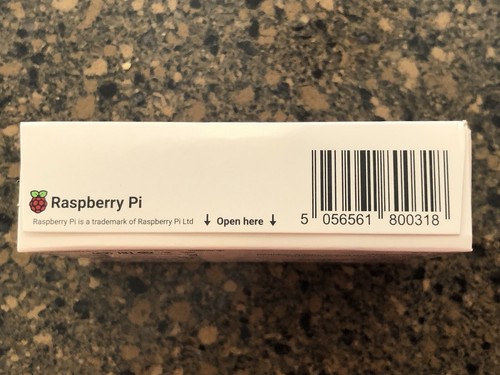 Raspberry Pi
Raspberry Pi is a trademark of Raspberry Pi Ltd
↓ Open here ↓
5 056561 800318